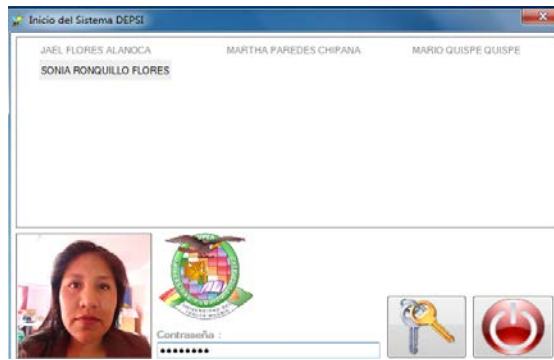 Inicio del Sistema DEPSI
JAEL FLORES ALANOCA MARTHA PAREDES CHIPANA MARIO QUISPE QUISPE
SONIA RONQUILLO FLORES
Contraseña :
••••••••